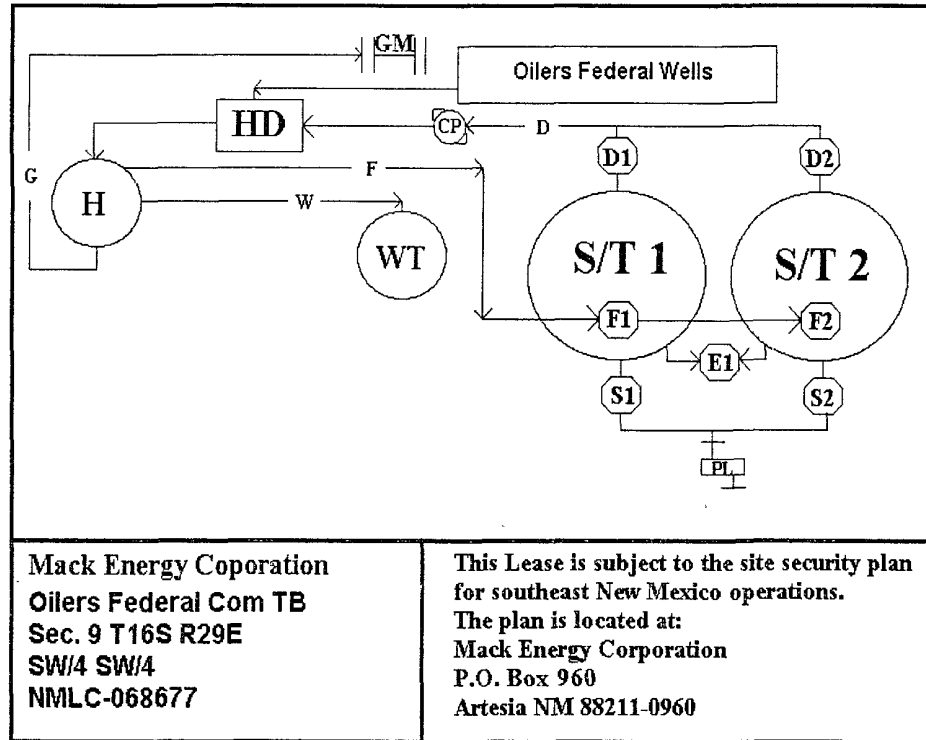 GM
Oilers Federal Wells
HD
CP
D
D1
D2
G
F
H
W
WT
S/T 1
S/T 2
F1
F2
E1
S1
S2
PL
Mack Energy Coporation
Oilers Federal Com TB
Sec. 9 T16S R29E
SW/4 SW/4
NMLC-068677
This Lease is subject to the site security plan
for southeast New Mexico operations.
The plan is located at:
Mack Energy Corporation
P.O. Box 960
Artesia NM 88211-0960